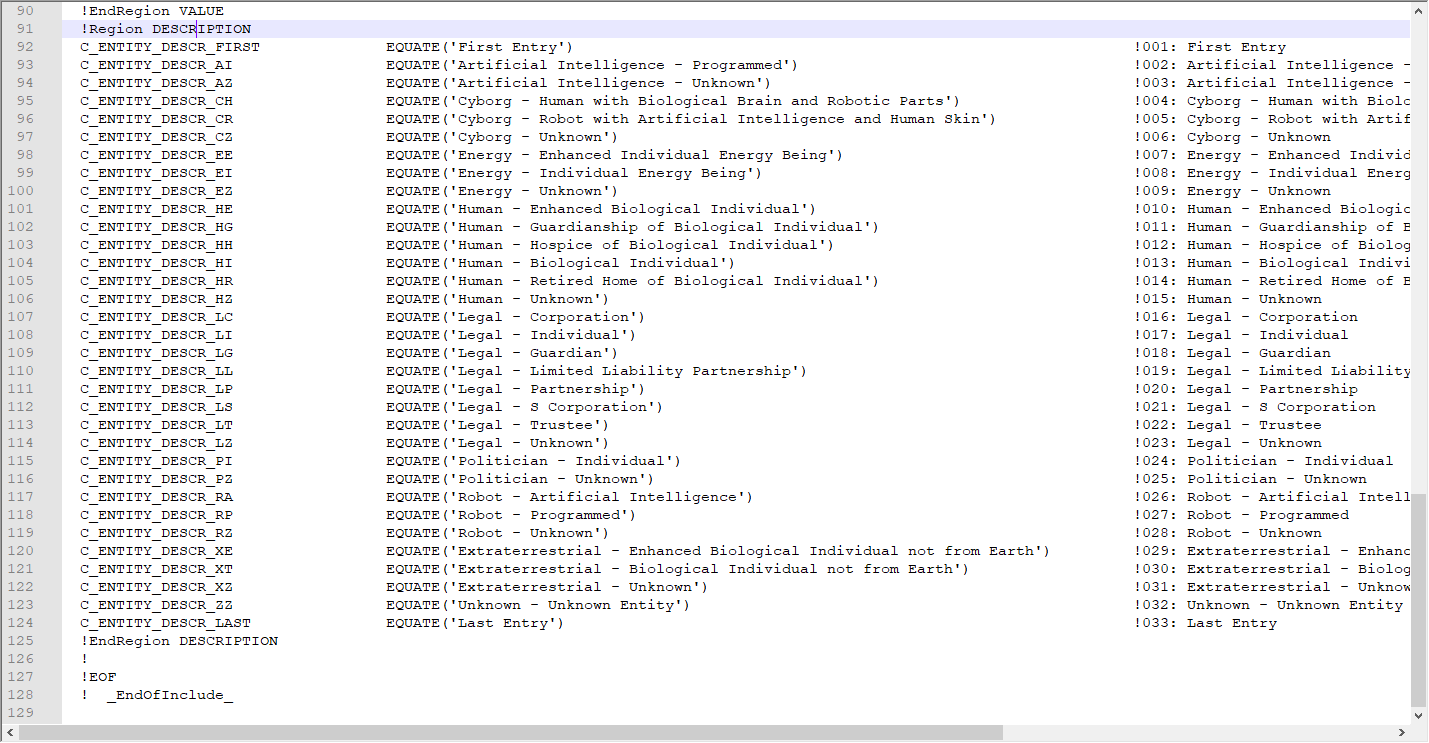 90 !EndRegion VALUE
91 !Region DESCRIPTION
92 C_ENTITY_DESCR_FIRST EQUATE('First Entry') !001: First Entry
93 C_ENTITY_DESCR_AI EQUATE('Artificial Intelligence - Programmed') !002: Artificial Intelligence -
94 C_ENTITY_DESCR_AZ EQUATE('Artificial Intelligence - Unknown') !003: Artificial Intelligence -
95 C_ENTITY_DESCR_CH EQUATE('Cyborg - Human with Biological Brain and Robotic Parts') !004: Cyborg - Human with Biolc
96 C_ENTITY_DESCR_CR EQUATE('Cyborg - Robot with Artificial Intelligence and Human Skin') !005: Cyborg - Robot with Artif
97 C_ENTITY_DESCR_CZ EQUATE('Cyborg - Unknown') !006: Cyborg - Unknown
98 C_ENTITY_DESCR_EE EQUATE('Energy - Enhanced Individual Energy Being') !007: Energy - Enhanced Individ
99 C_ENTITY_DESCR_EI EQUATE('Energy - Individual Energy Being') !008: Energy - Individual Energ
100 C_ENTITY_DESCR_EZ EQUATE('Energy - Unknown') !009: Energy - Unknown
101 C_ENTITY_DESCR_HE EQUATE('Human - Enhanced Biological Individual') !010: Human - Enhanced Biologic
102 C_ENTITY_DESCR_HG EQUATE('Human - Guardianship of Biological Individual') !011: Human - Guardianship of B
103 C_ENTITY_DESCR_HH EQUATE('Human - Hospice of Biological Individual') !012: Human - Hospice of Biolog
104 C_ENTITY_DESCR_HI EQUATE('Human - Biological Individual') !013: Human - Biological Indivi
105 C_ENTITY_DESCR_HR EQUATE('Human - Retired Home of Biological Individual') !014: Human - Retired Home of B
106 C_ENTITY_DESCR_HZ EQUATE('Human - Unknown') !015: Human - Unknown
107 C_ENTITY_DESCR_LC EQUATE('Legal - Corporation') !016: Legal - Corporation
108 C_ENTITY_DESCR_LI EQUATE('Legal - Individual') !017: Legal - Individual
109 C_ENTITY_DESCR_LG EQUATE('Legal - Guardian') !018: Legal - Guardian
110 C_ENTITY_DESCR_LL EQUATE('Legal - Limited Liability Partnership') !019: Legal - Limited Liability
111 C_ENTITY_DESCR_LP EQUATE('Legal - Partnership') !020: Legal - Partnership
112 C_ENTITY_DESCR_LS EQUATE('Legal - S Corporation') !021: Legal - S Corporation
113 C_ENTITY_DESCR_LT EQUATE('Legal - Trustee') !022: Legal - Trustee
114 C_ENTITY_DESCR_LZ EQUATE('Legal - Unknown') !023: Legal - Unknown
115 C_ENTITY_DESCR_PI EQUATE('Politician - Individual') !024: Politician - Individual
116 C_ENTITY_DESCR_PZ EQUATE('Politician - Unknown') !025: Politician - Unknown
117 C_ENTITY_DESCR_RA EQUATE('Robot - Artificial Intelligence') !026: Robot - Artificial Intell
118 C_ENTITY_DESCR_RP EQUATE('Robot - Programmed') !027: Robot - Programmed
119 C_ENTITY_DESCR_RZ EQUATE('Robot - Unknown') !028: Robot - Unknown
120 C_ENTITY_DESCR_XE EQUATE('Extraterrestrial - Enhanced Biological Individual not from Earth') !029: Extraterrestrial - Enhanc
121 C_ENTITY_DESCR_XT EQUATE('Extraterrestrial - Biological Individual not from Earth') !030: Extraterrestrial - Biolog
122 C_ENTITY_DESCR_XZ EQUATE('Extraterrestrial - Unknown') !031: Extraterrestrial - Unknow
123 C_ENTITY_DESCR_ZZ EQUATE('Unknown - Unknown Entity') !032: Unknown - Unknown Entity
124 C_ENTITY_DESCR_LAST EQUATE('Last Entry') !033: Last Entry
125 !EndRegion DESCRIPTION
126 !
127 !EOF
128 ! _EndOfInclude_
129